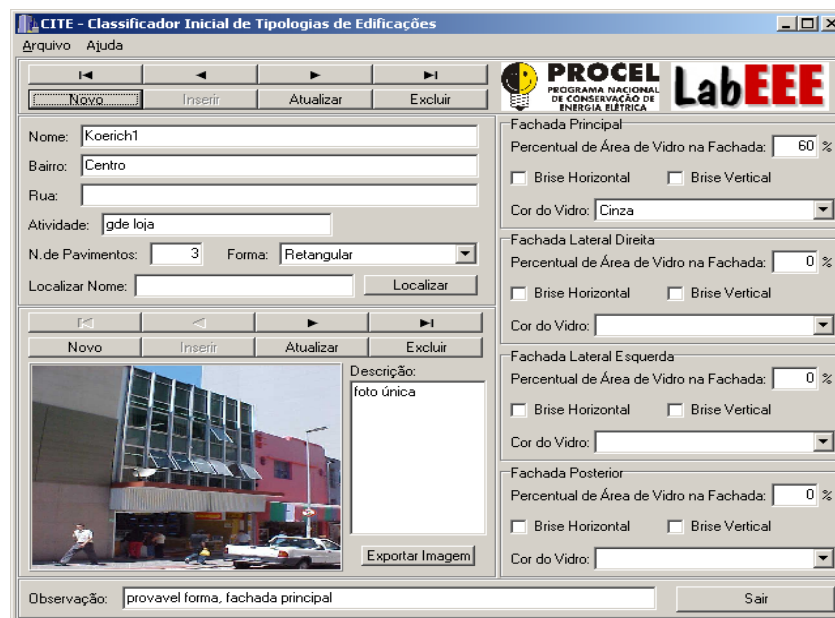 CITE - Classificador Inicial de Tipologias de Edificações
Arquivo Ajuda
Novo Inserir Atualizar Excluir
PROCEL
PROGRAMA NACIONAL
DE CONSERVAÇÃO DE
ENERGIA ELÉTRICA
LabEEE
Nome: Koerich1
Bairro: Centro
Rua:
Atividade: gde loja
N.de Pavimentos: 3 Forma: Retangular
Localizar Nome: Localizar
Novo Inserir Atualizar Excluir
Descrição:
foto única
Exportar Imagem
Fachada Principal
Percentual de Área de Vidro na Fachada: 60 %
Brise Horizontal Brise Vertical
Cor do Vidro: Cinza
Fachada Lateral Direita
Percentual de Área de Vidro na Fachada: 0 %
Brise Horizontal Brise Vertical
Cor do Vidro:
Fachada Lateral Esquerda
Percentual de Área de Vidro na Fachada: 0 %
Brise Horizontal Brise Vertical
Cor do Vidro:
Fachada Posterior
Percentual de Área de Vidro na Fachada: 0 %
Brise Horizontal Brise Vertical
Cor do Vidro:
Observação: provavel forma, fachada principal
Sair